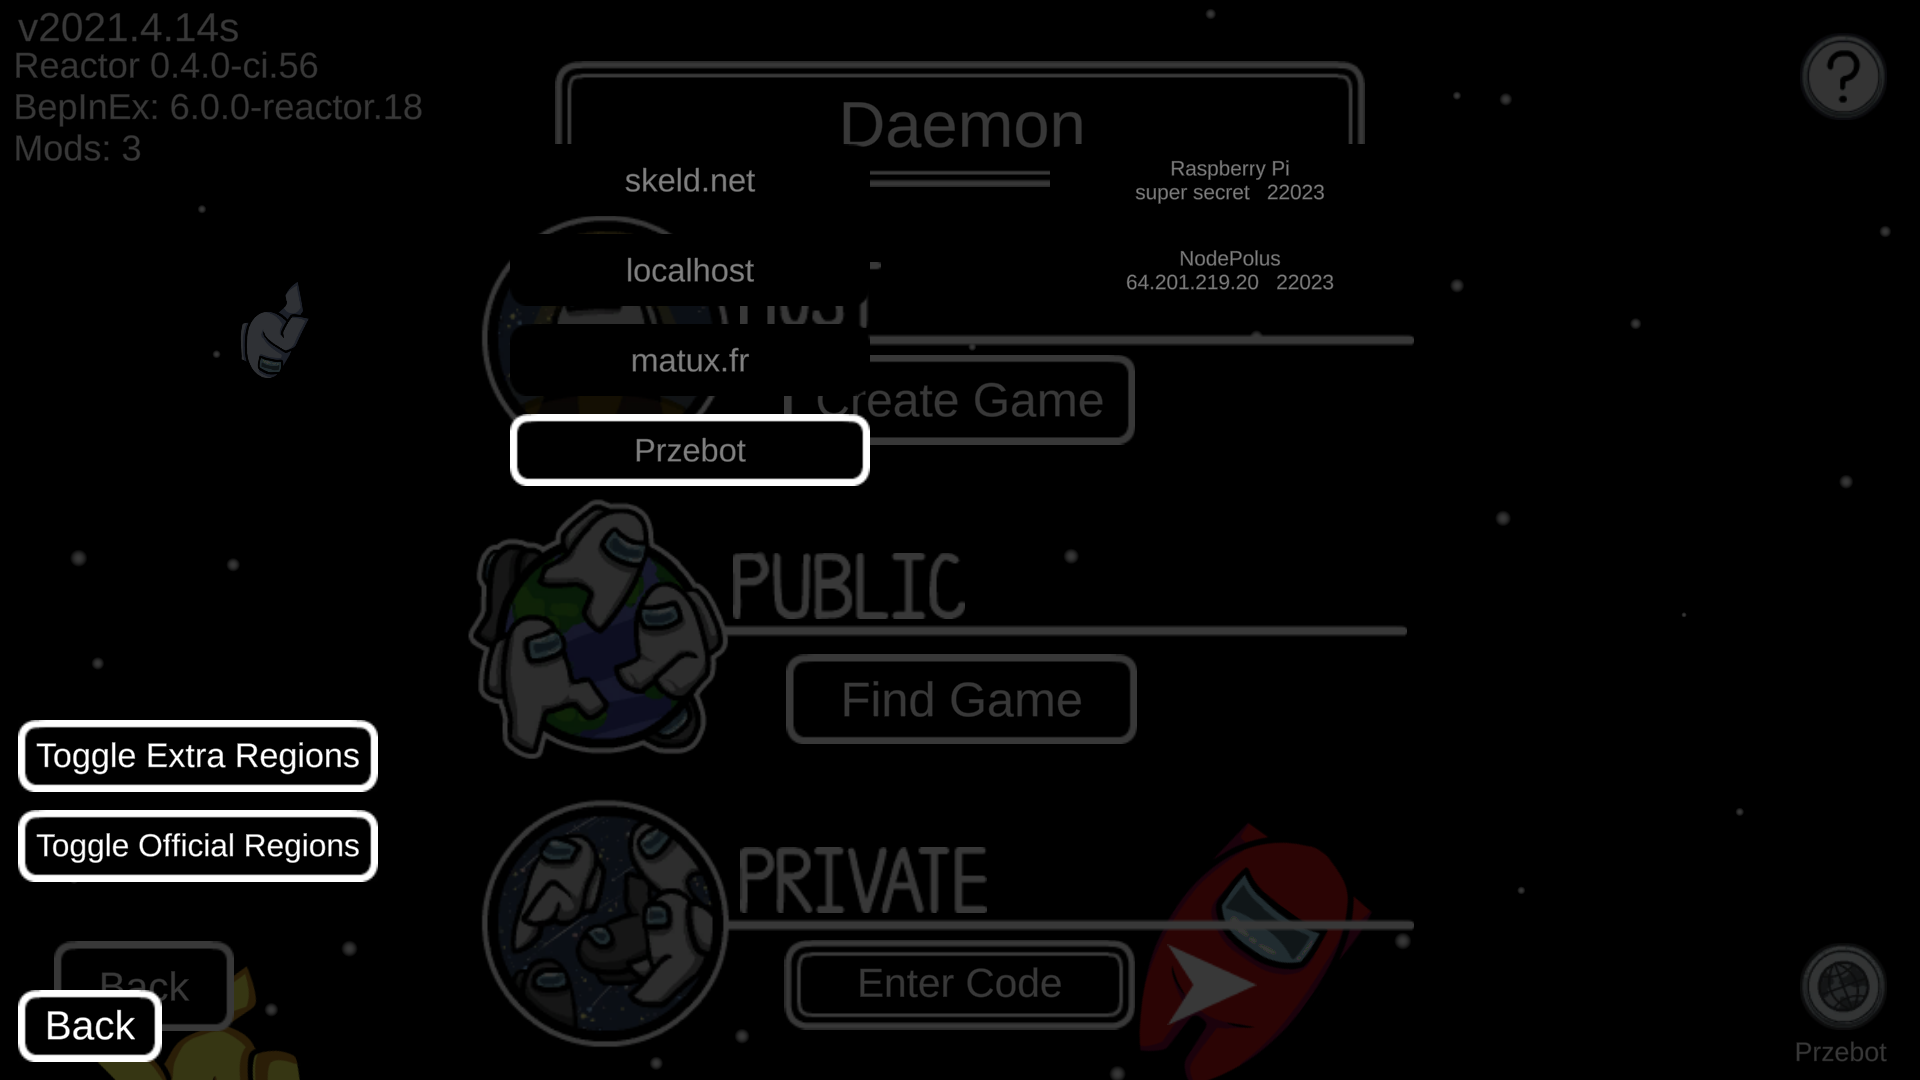 v2021.4.14s
Reactor 0.4.0-ci.56
BepInEx: 6.0.0-reactor.18
Mods: 3
Daemon
skeld.net
Raspberry Pi
super secret 22023
localhost
NodePolus
64.201.219.20 22023
matux.fr
Create Game
Przebot
PUBLIC
Find Game
Toggle Extra Regions
Toggle Official Regions
PRIVATE
Enter Code
Back
Back
Przebot